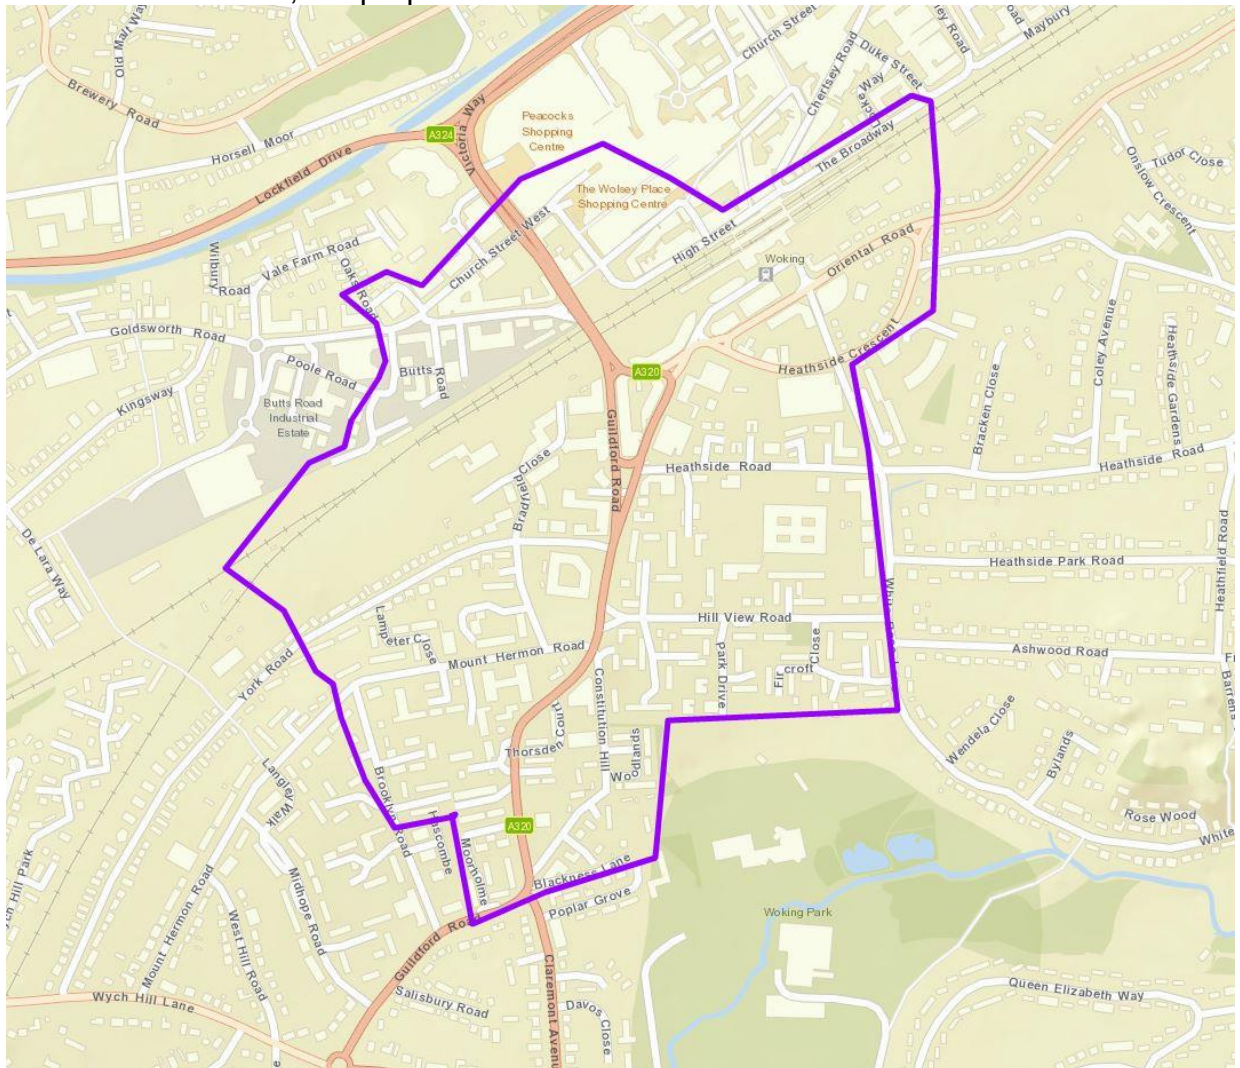 Old Malt Way
Brewery Road
Horsell Moor
Lockfield Drive
A324
Victoria Way
Peacocks
Shopping
Centre
Church Street
Chertsey Road
Duke Street
Maybury
The Broadway
Onslow Crescent
Tudor Close
The Wolsey Place
Shopping Centre
Church Street West
High Street
Oriental Road
Woking
Wilbury
Road
Vale Farm Road
Oaks Road
Goldsworth Road
Poole Road
Butts Road
Kingsway
Butts Road
Industrial
Estate
A320
Heathside Crescent
Coley Avenue
Heathside Gardens
Bracken Close
Guildford Road
Heathside Road
Heathside Road
Bradfield Close
De Lara Way
Heathside Park Road
Heathfield Road
Lampeter Close
York Road
Mount Hermon Road
Hill View Road
Park Drive
Fircroft Close
Ashwood Road
Constitution Hill
Thorsden Court
Woodlands
Wendela Close
Bylands
Rose Wood
White
Langley Walk
Brooklyn Road
A320
Moorholme
Blackness Lane
Poplar Grove
Midhope Road
Mount Hermon Road
West Hill Road
Guildford Road
Woking Park
Wych Hill Lane
Salisbury Road
Claremont Avenu
Davos Close
Queen Elizabeth Way